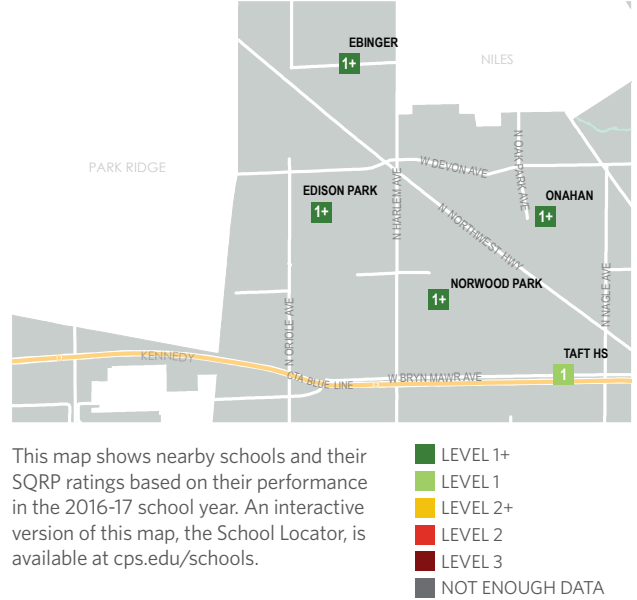 EBINGER
1+
NILES
PARK RIDGE
W DEVON AVE
N OAK PARK AVE
EDISON PARK
1+
N HARLEM AVE
ONAHAN
1+
N NORTHWEST HWY
NORWOOD PARK
1+
N ORIOLE AVE
N NAGLE AVE
TAFT HS
1
KENNEDY
CTA BLUE LINE
W BRYN MAWR AVE
This map shows nearby schools and their
SQRP ratings based on their performance
in the 2016-17 school year. An interactive
version of this map, the School Locator, is
available at cps.edu/schools.
LEVEL 1+
LEVEL 1
LEVEL 2+
LEVEL 2
LEVEL 3
NOT ENOUGH DATA